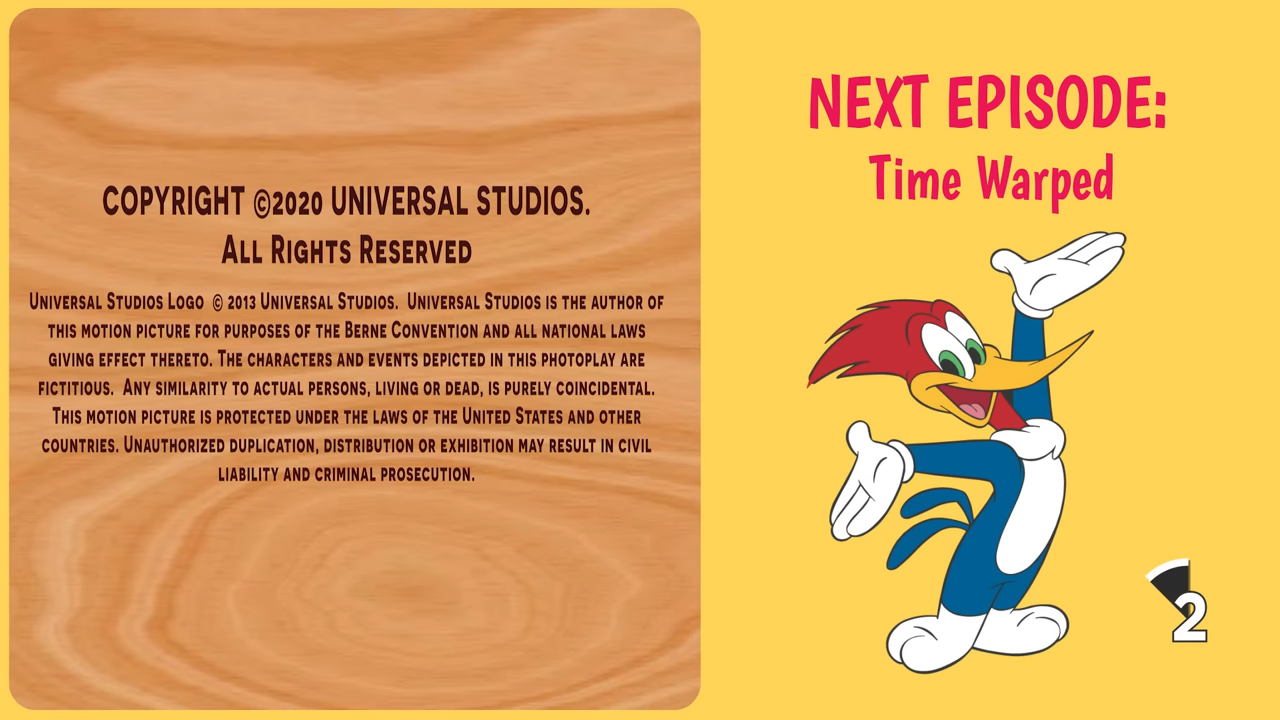 COPYRIGHT ©2020 UNIVERSAL STUDIOS.
ALL RIGHTS RESERVED
UNIVERSAL STUDIOS LOGO © 2013 UNIVERSAL STUDIOS. UNIVERSAL STUDIOS IS THE AUTHOR OF
THIS MOTION PICTURE FOR PURPOSES OF THE BERNE CONVENTION AND ALL NATIONAL LAWS
GIVING EFFECT THERETO. THE CHARACTERS AND EVENTS DEPICTED IN THIS PHOTOPLAY ARE
FICTITIOUS. ANY SIMILARITY TO ACTUAL PERSONS, LIVING OR DEAD, IS PURELY COINCIDENTAL.
THIS MOTION PICTURE IS PROTECTED UNDER THE LAWS OF THE UNITED STATES AND OTHER
COUNTRIES. UNAUTHORIZED DUPLICATION, DISTRIBUTION OR EXHIBITION MAY RESULT IN CIVIL
LIABILITY AND CRIMINAL PROSECUTION.
NEXT EPISODE:
Time Warped
2